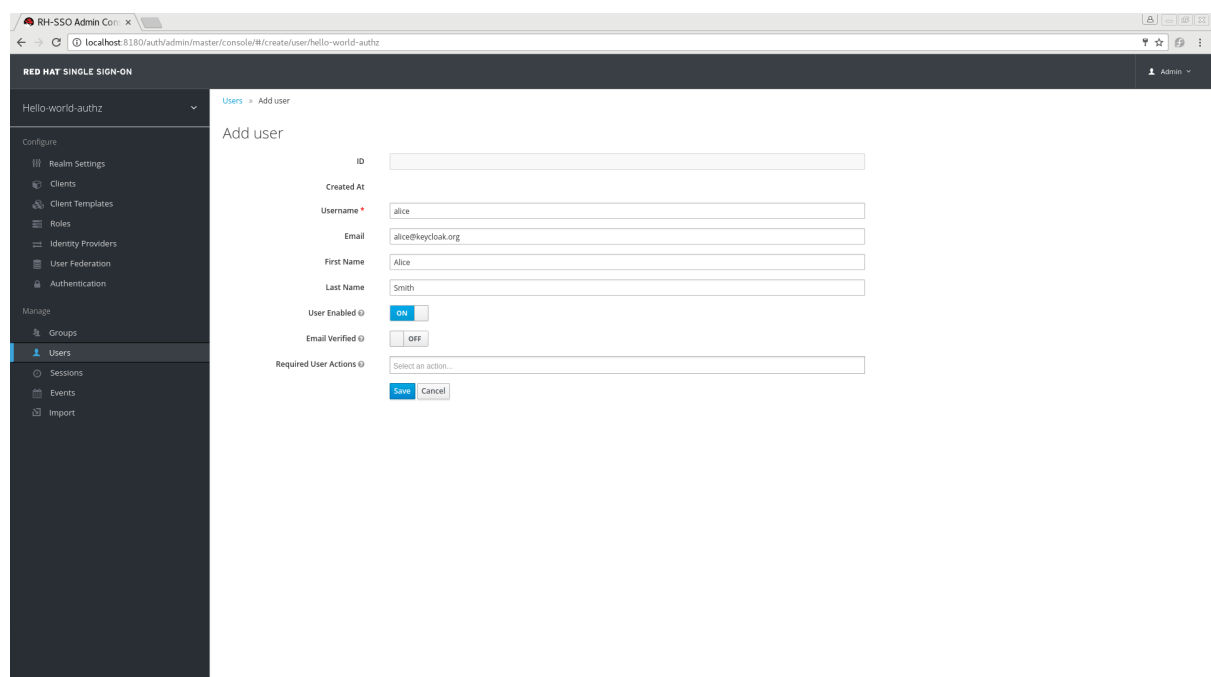 RH-SSO Admin Con
localhost:8180/auth/admin/master/console/#/create/user/hello-world-authz
RED HAT SINGLE SIGN-ON
Admin
Hello-world-authz
Configure
Realm Settings
Clients
Client Templates
Roles
Identity Providers
User Federation
Authentication
Manage
Groups
Users
Sessions
Events
Import
Users » Add user
Add user
ID
Created At
Username * alice
Email alice@keycloak.org
First Name Alice
Last Name Smith
User Enabled ON
Email Verified OFF
Required User Actions Select an action...
Save Cancel